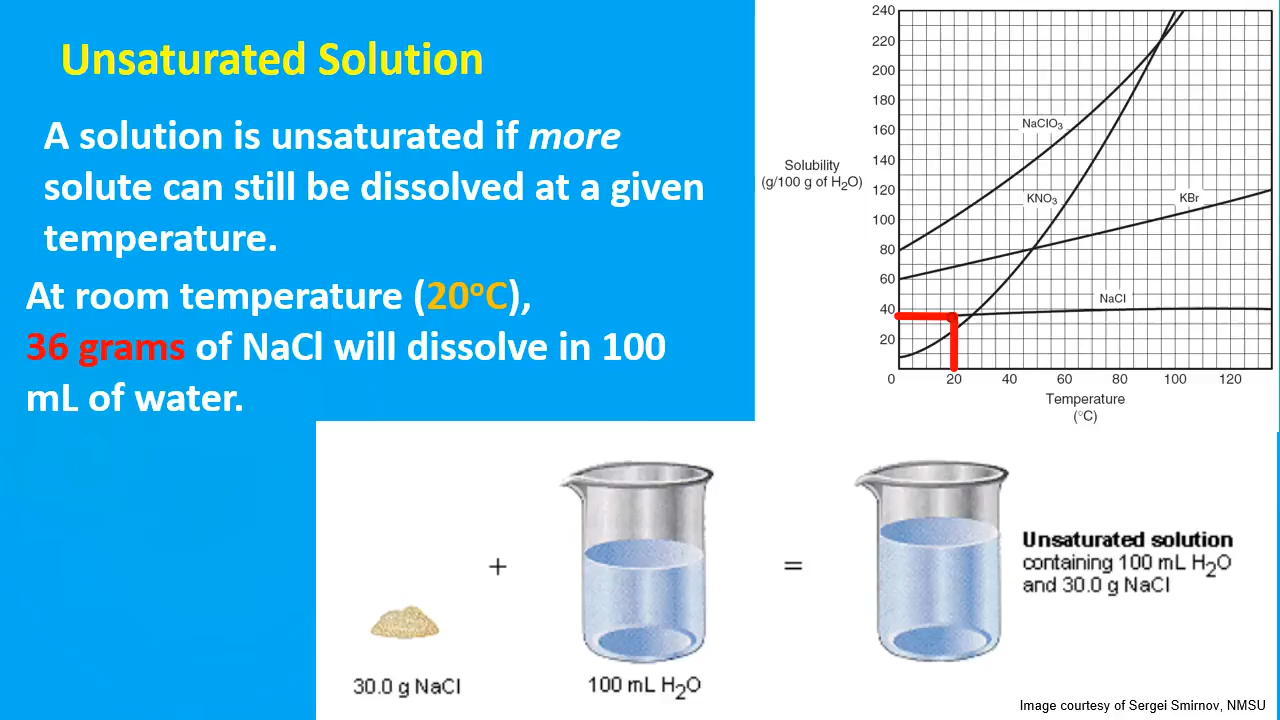 Unsaturated Solution
A solution is unsaturated if more
solute can still be dissolved at a given
temperature.
At room temperature (20°C),
36 grams of NaCl will dissolve in 100
mL of water.
240
220
200
180
160
140
120
100
80
60
40
20
0
20
40
60
80
100
120
Solubility
(g/100 g of H₂O)
NaClO₃
KNO₃
KBr
NaCl
Temperature
(°C)
+
=
30.0 g NaCl
100 mL H₂O
Unsaturated solution
containing 100 mL H₂O
and 30.0 g NaCl
Image courtesy of Sergei Smirnov, NMSU